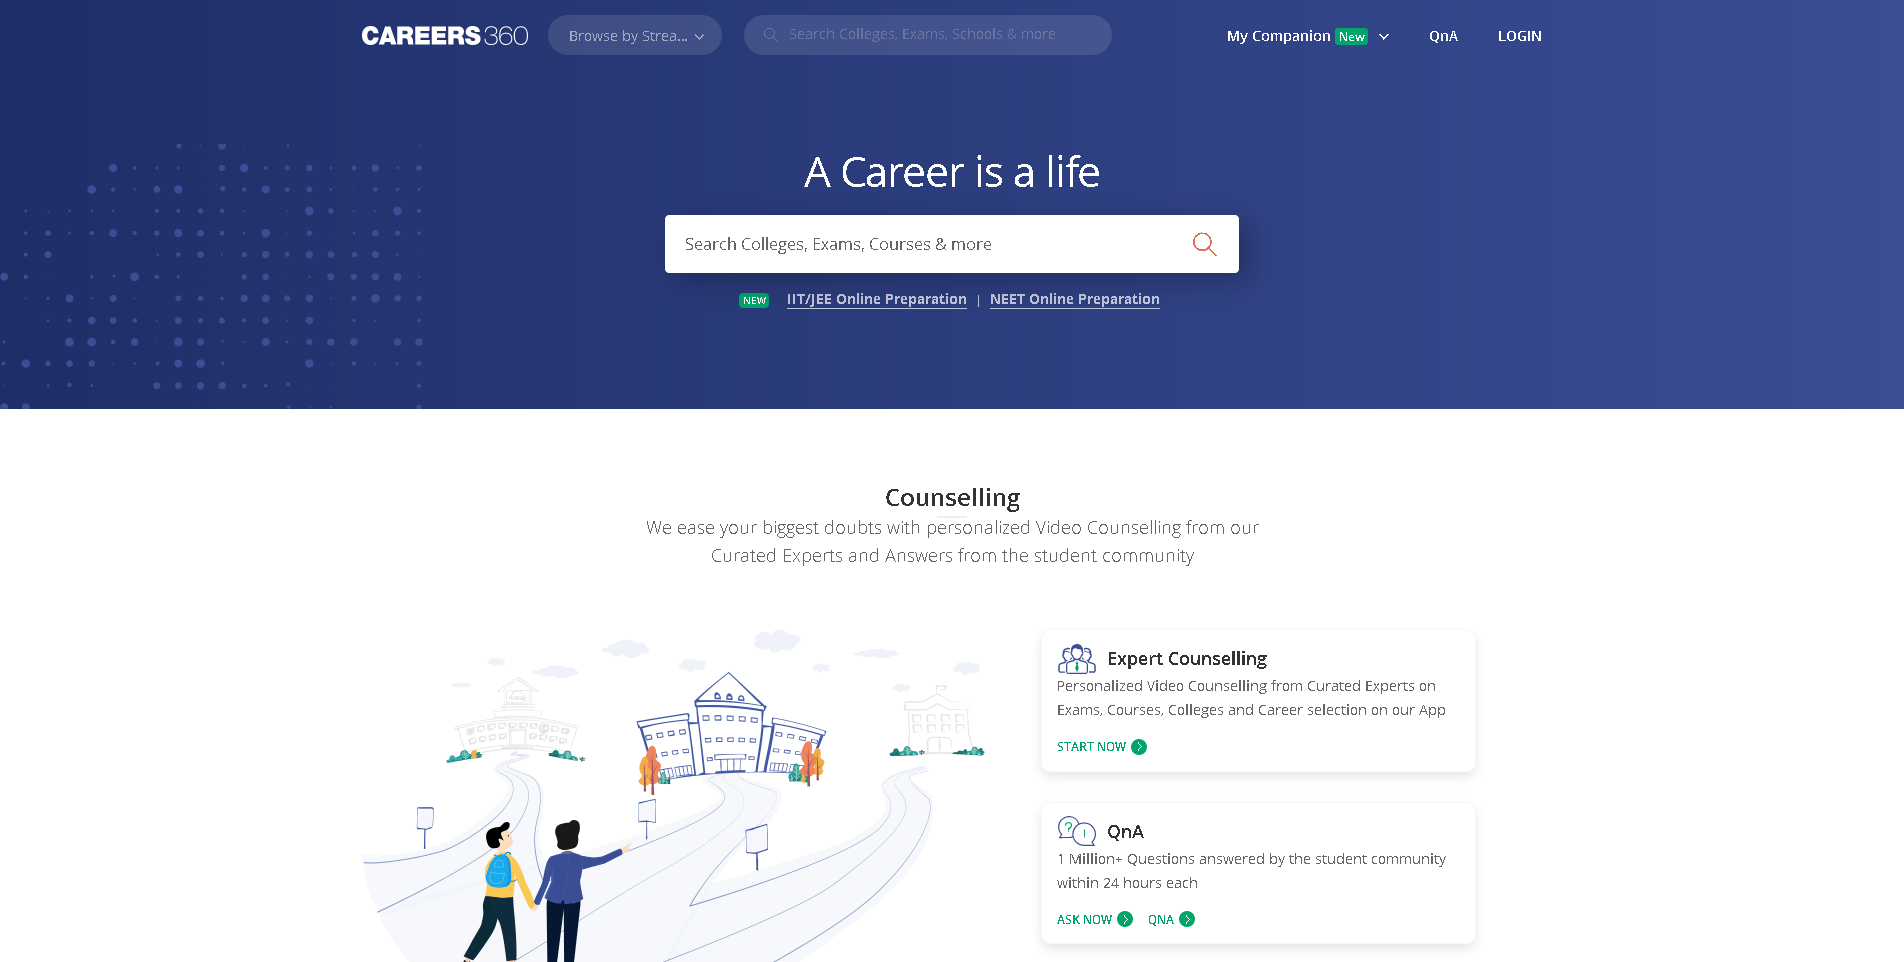 CAREERS360
Browse by Strea...
Search Colleges, Exams, Schools & more
My Companion New
QnA
LOGIN
A Career is a life
Search Colleges, Exams, Courses & more
NEW IIT/JEE Online Preparation | NEET Online Preparation
Counselling
We ease your biggest doubts with personalized Video Counselling from our
Curated Experts and Answers from the student community
Expert Counselling
Personalized Video Counselling from Curated Experts on
Exams, Courses, Colleges and Career selection on our App
START NOW
QnA
1 Million+ Questions answered by the student community
within 24 hours each
ASK NOW QNA